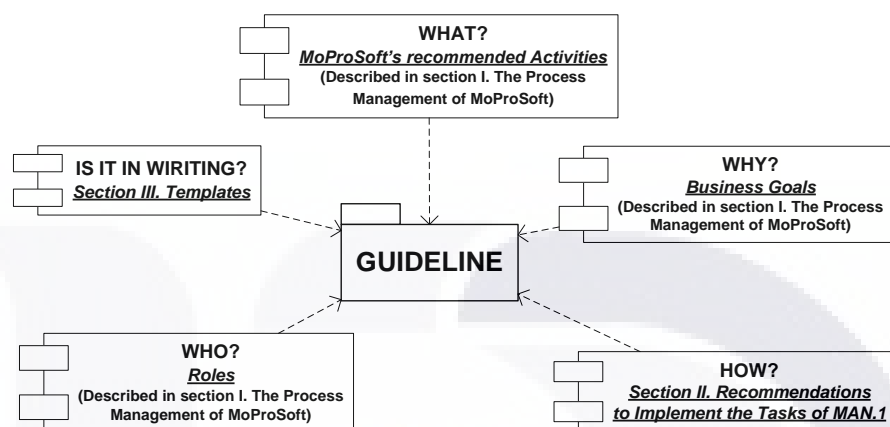 WHAT?
MoProSoft's recommended Activities
(Described in section I. The Process
Management of MoProSoft)
IS IT IN WIRITING?
Section III. Templates
WHY?
Business Goals
(Described in section I. The Process
Management of MoProSoft)
GUIDELINE
WHO?
Roles
(Described in section I. The Process
Management of MoProSoft)
HOW?
Section II. Recommendations
to Implement the Tasks of MAN.1